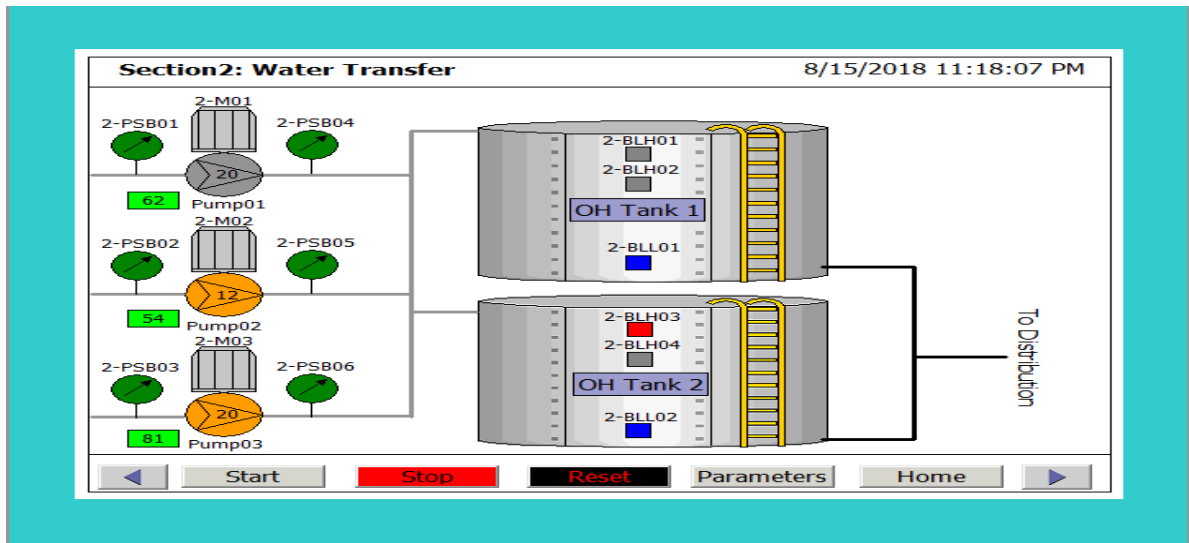 Section2: Water Transfer
8/15/2018 11:18:07 PM
2-M01
2-PSB01
2-PSB04
20
62
Pump01
2-M02
2-PSB02
2-PSB05
12
54
Pump02
2-M03
2-PSB03
2-PSB06
20
81
Pump03
2-BLH01
2-BLH02
OH Tank 1
2-BLL01
2-BLH03
2-BLH04
OH Tank 2
2-BLL02
To Distribution
Start
Stop
Reset
Parameters
Home